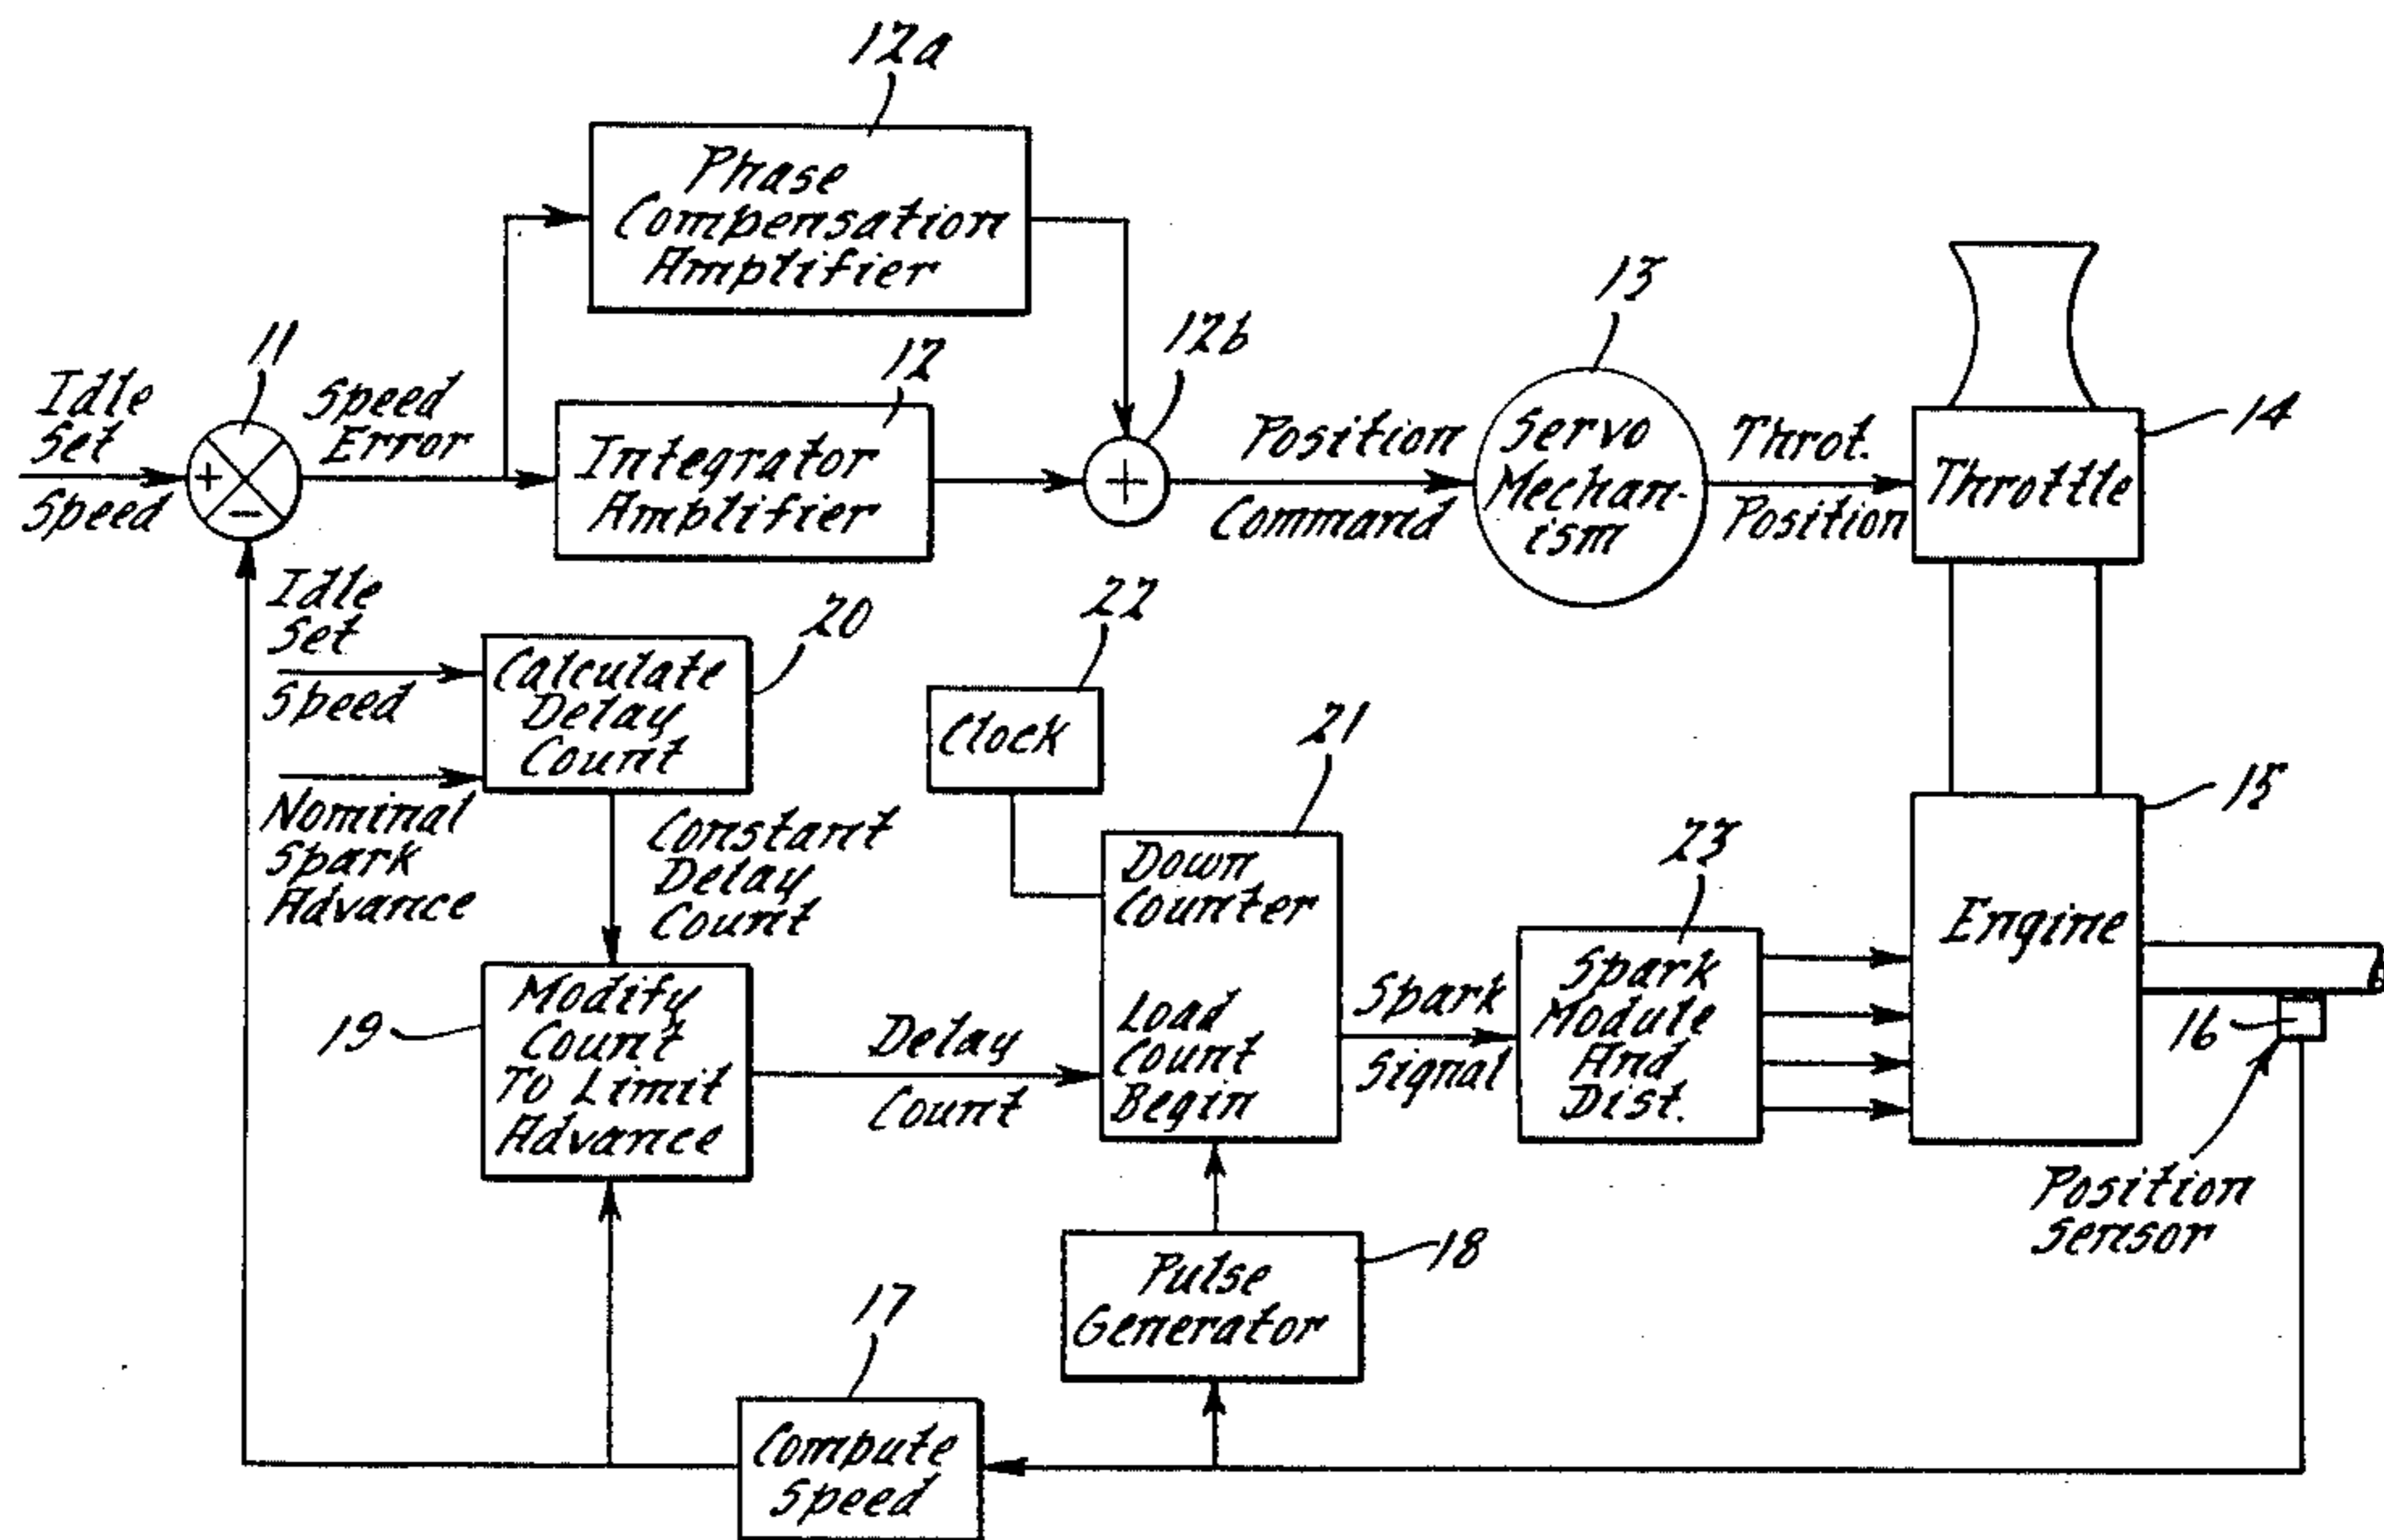 12a
Phase
Compensation
Amplifier
11
12
12b
13
Idle
Set
Speed
+
-
Speed
Error
Integrator
Amplifier
+
Position
Command
Servo
Mechan-
ism
Throt.
Position
14
Throttle
Idle
Set
Speed
Nominal
Spark
Advance
20
Calculate
Delay
Count
Constant
Delay
Count
22
Clock
21
Down
Counter
Load
Count
Begin
19
Modify
Count
To Limit
Advance
Delay
Count
Spark
Signal
23
Spark
Module
And
Dist.
15
Engine
16
Position
Sensor
18
Pulse
Generator
17
Compute
Speed